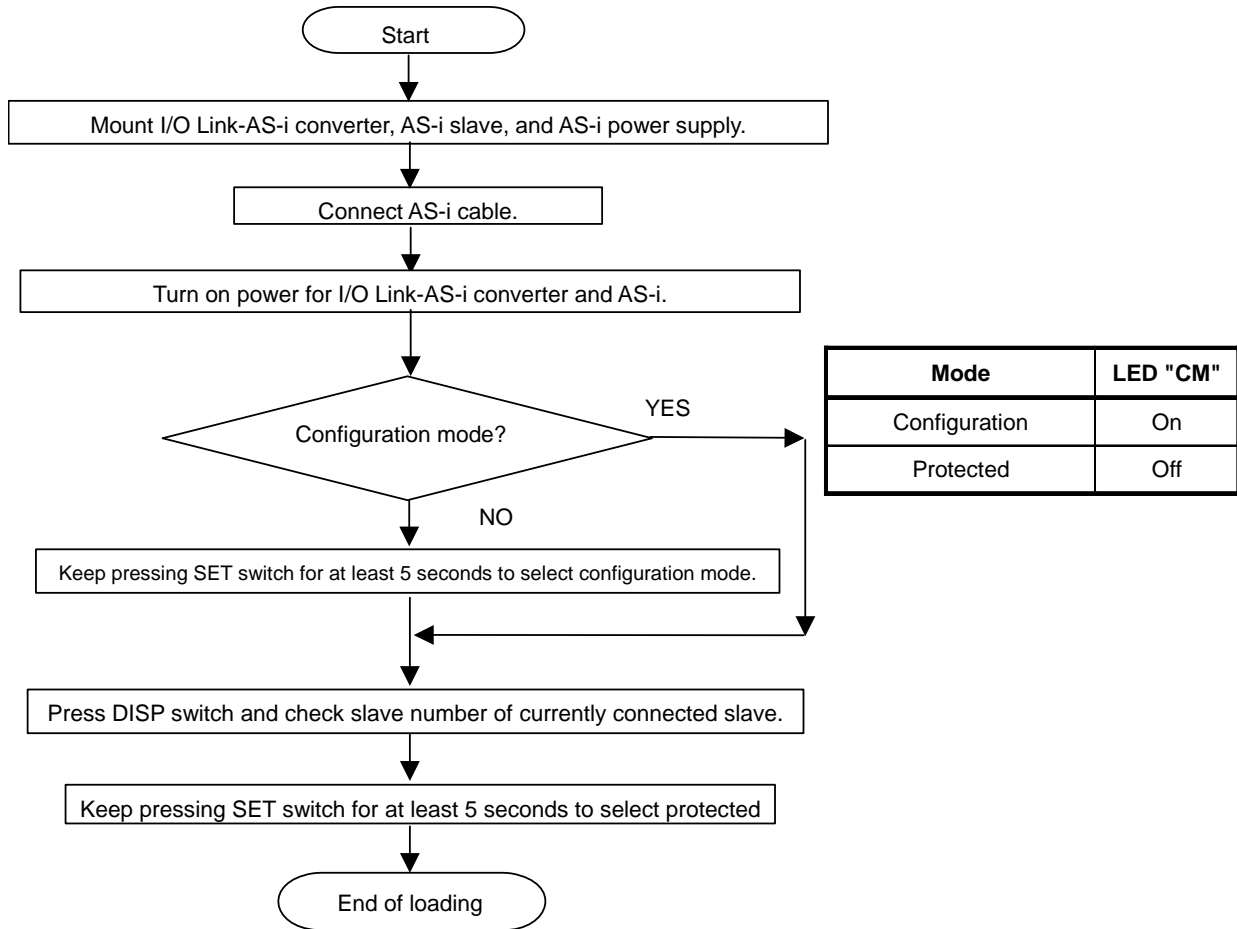 Start
Mount I/O Link-AS-i converter, AS-i slave, and AS-i power supply.
Connect AS-i cable.
Turn on power for I/O Link-AS-i converter and AS-i.
Configuration mode?
YES
NO
Mode LED "CM"
Configuration On
Protected Off
Keep pressing SET switch for at least 5 seconds to select configuration mode.
Press DISP switch and check slave number of currently connected slave.
Keep pressing SET switch for at least 5 seconds to select protected
End of loading